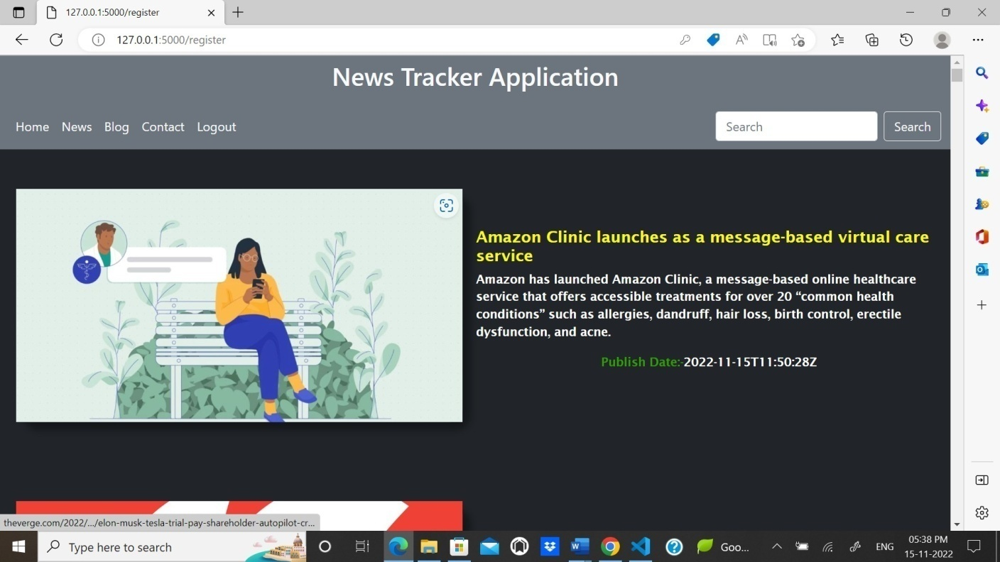 127.0.0.1:5000/register
127.0.0.1:5000/register
News Tracker Application
Home News Blog Contact Logout
Search
Search
Amazon Clinic launches as a message-based virtual care
service
Amazon has launched Amazon Clinic, a message-based online healthcare
service that offers accessible treatments for over 20 “common health
conditions” such as allergies, dandruff, hair loss, birth control, erectile
dysfunction, and acne.
Publish Date:-2022-11-15T11:50:28Z
theverge.com/2022/.../elon-musk-tesla-trial-pay-shareholder-autopilot-cr...
Type here to search
Goo...
ENG
05:38 PM
15-11-2022